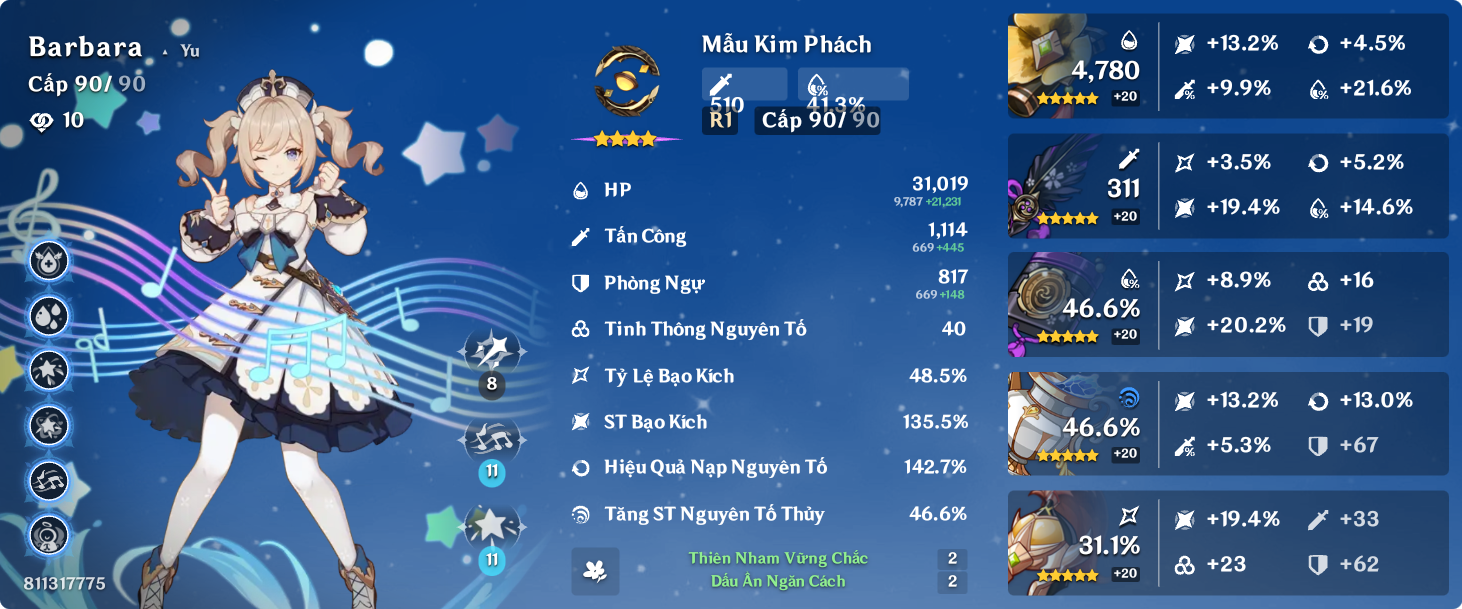 Barbara Yu
Cấp 90/ 90
10
8
11
11
811317775
Mẫu Kim Phách
510 41.3%
R1 Cấp 90/ 90
HP 31,019
9,787 +21,231
Tấn Công 1,114
669 +445
Phòng Ngự 817
669 +148
Tinh Thông Nguyên Tố 40
Tỷ Lệ Bạo Kích 48.5%
ST Bạo Kích 135.5%
Hiệu Quả Nạp Nguyên Tố 142.7%
Tăng ST Nguyên Tố Thủy 46.6%
Thiên Nham Vững Chắc 2
Dấu Ấn Ngăn Cách 2
+13.2% +4.5%
4,780
+9.9% +21.6%
+20
+3.5% +5.2%
311
+19.4% +14.6%
+20
+8.9% +16
46.6%
+20.2% +19
+20
+13.2% +13.0%
46.6%
+5.3% +67
+20
+19.4% +33
31.1%
+23 +62
+20